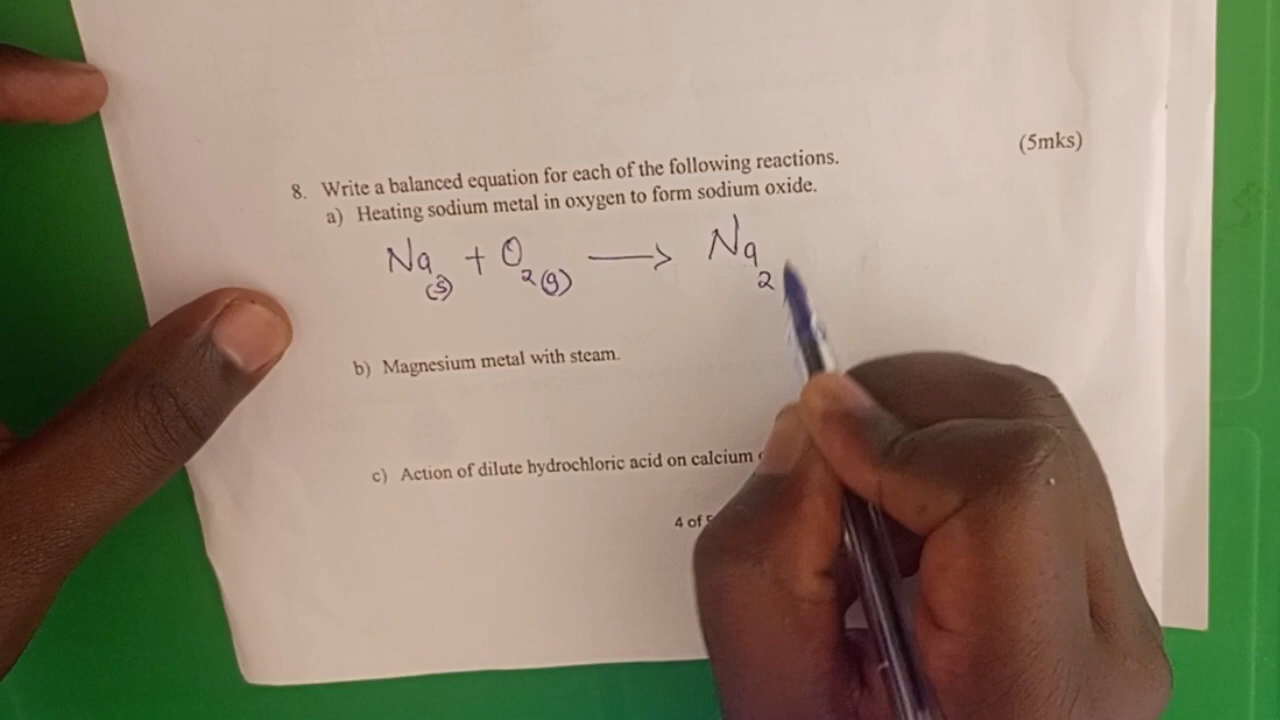 (5mks)
8. Write a balanced equation for each of the following reactions.
a) Heating sodium metal in oxygen to form sodium oxide.
Na(s) + O2(g) → Na2
b) Magnesium metal with steam.
c) Action of dilute hydrochloric acid on calcium
4 of